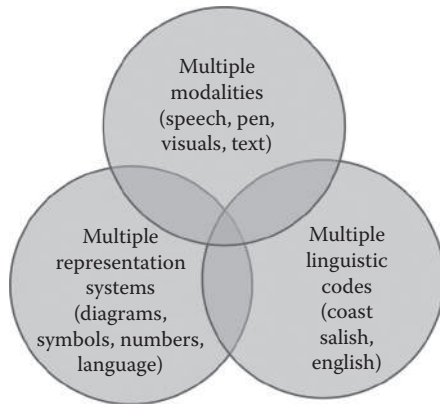 Multiple
modalities
(speech, pen,
visuals, text)
Multiple
representation
systems
(diagrams,
symbols, numbers,
language)
Multiple
linguistic
codes
(coast
salish,
english)